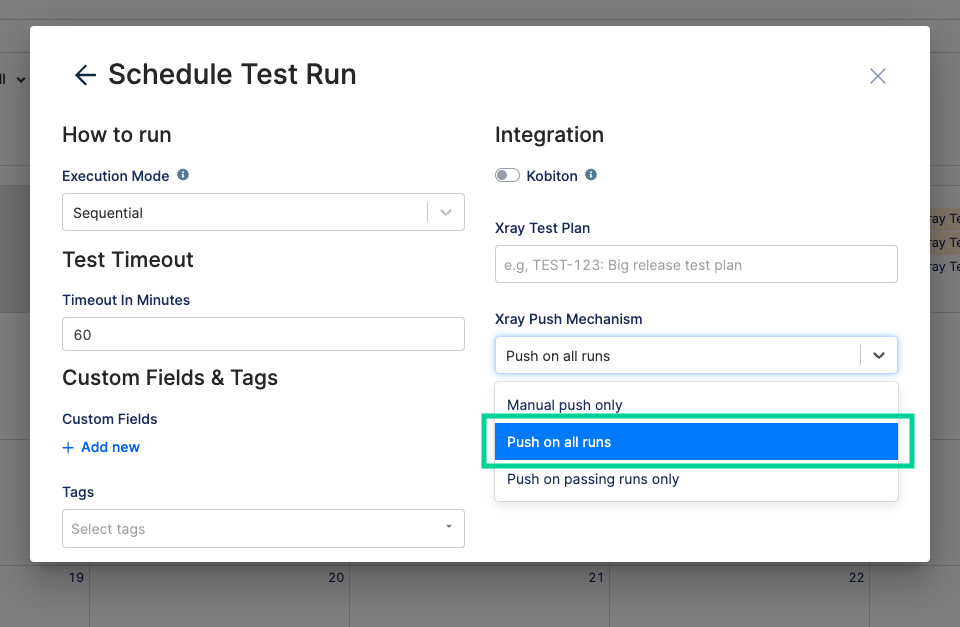 Schedule Test Run
How to run
Execution Mode
Sequential
Test Timeout
Timeout In Minutes
60
Custom Fields & Tags
Custom Fields
+ Add new
Tags
Select tags
Integration
Kobiton
Xray Test Plan
e.g, TEST-123: Big release test plan
Xray Push Mechanism
Push on all runs
Manual push only
Push on all runs
Push on passing runs only
19
20
21
22